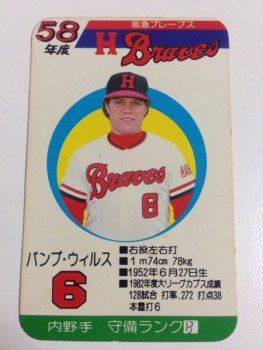 58
年度
阪急ブレーブス
H Braves
H
HAN
Braves
6
バンプ・ウィルス
6
■右投左右打
■1m74cm 78kg
■1952年6月27日生
■1982年度大リーグカブス成績
128試合 打率.272 打点38
本塁打6
内野手 守備ランク